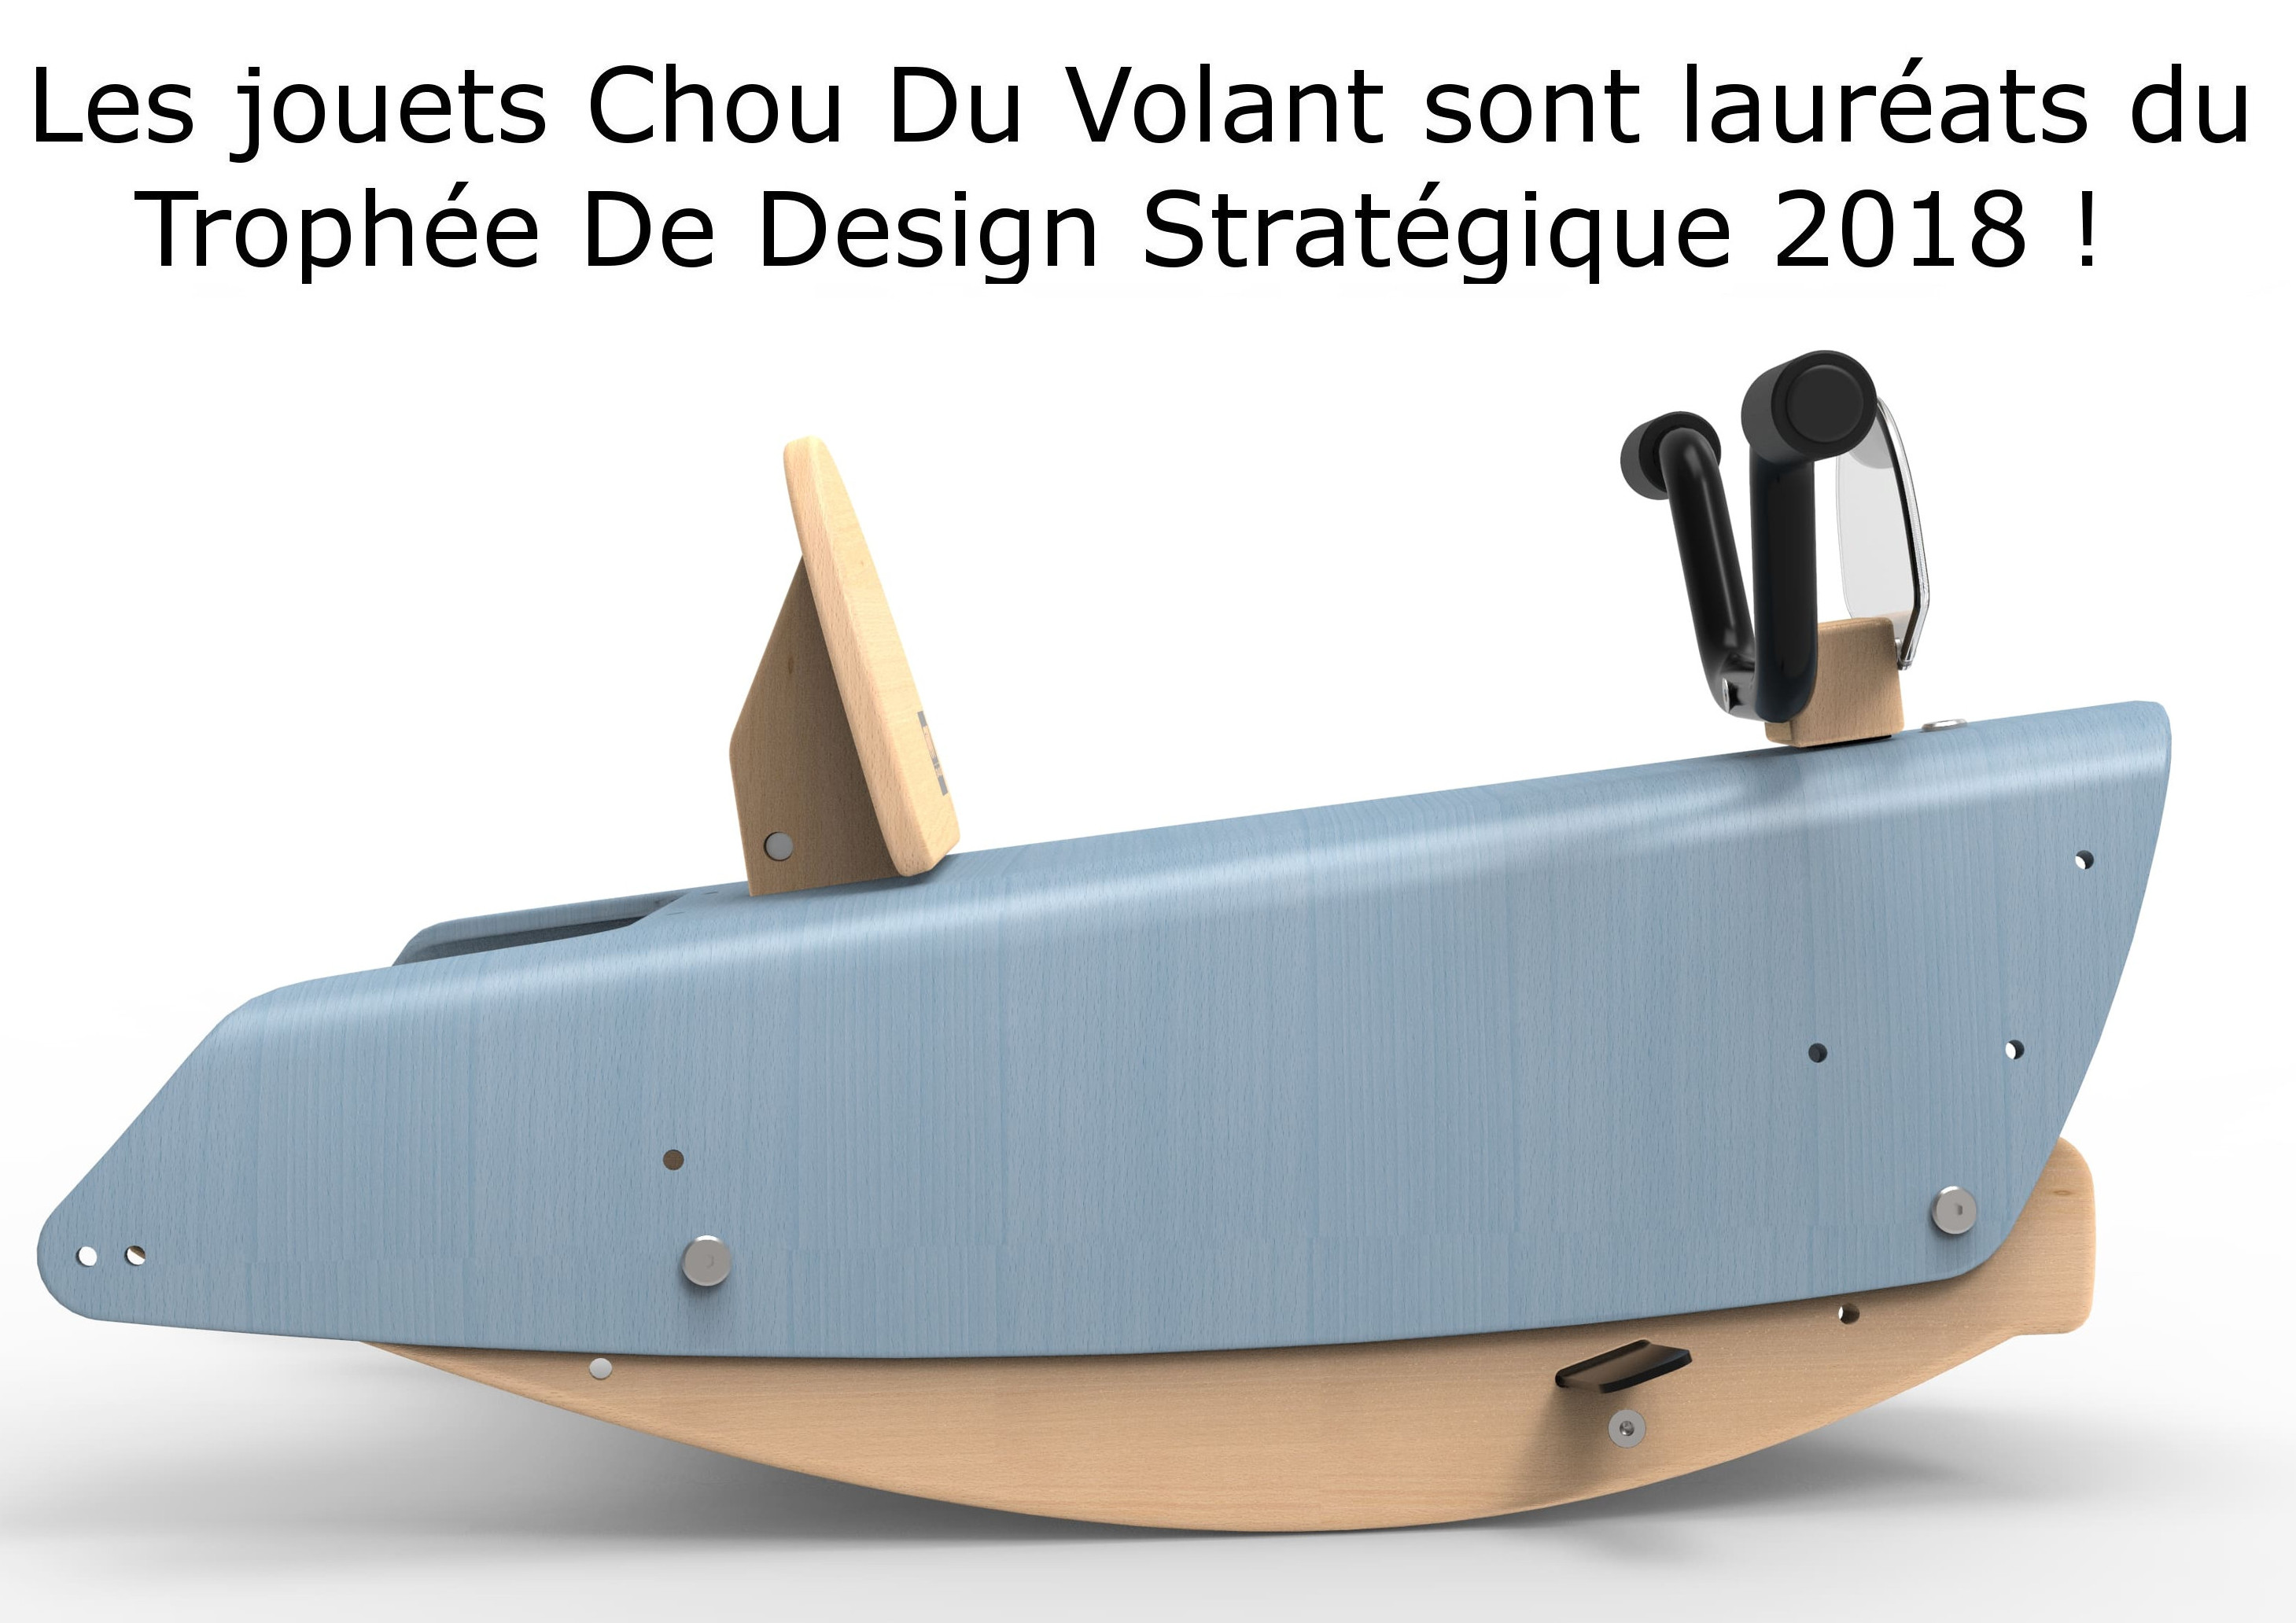 Les jouets Chou Du Volant sont lauréats du
Trophée De Design Stratégique 2018 !